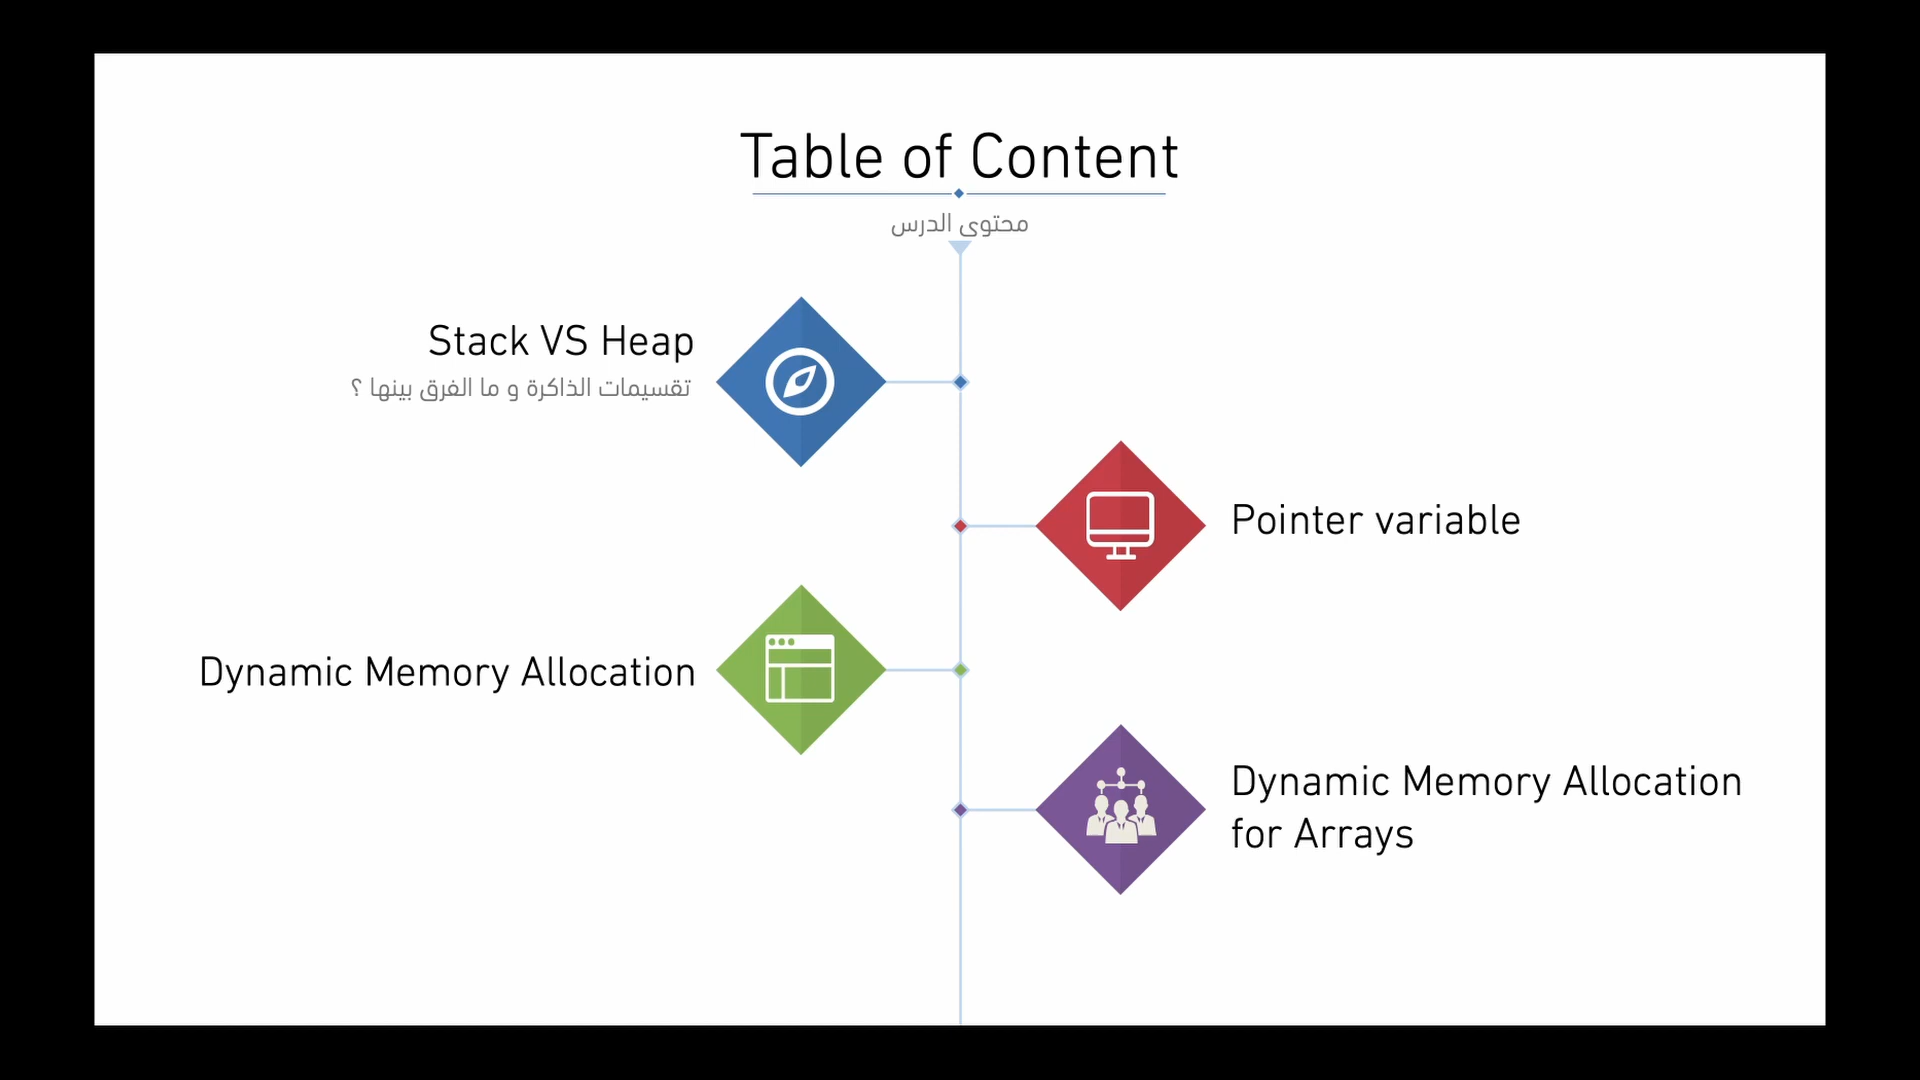 Table of Content
محتوى الدرس
Stack VS Heap
تقسيمات الذاكرة و ما الفرق بينها ؟
Pointer variable
Dynamic Memory Allocation
Dynamic Memory Allocation
for Arrays